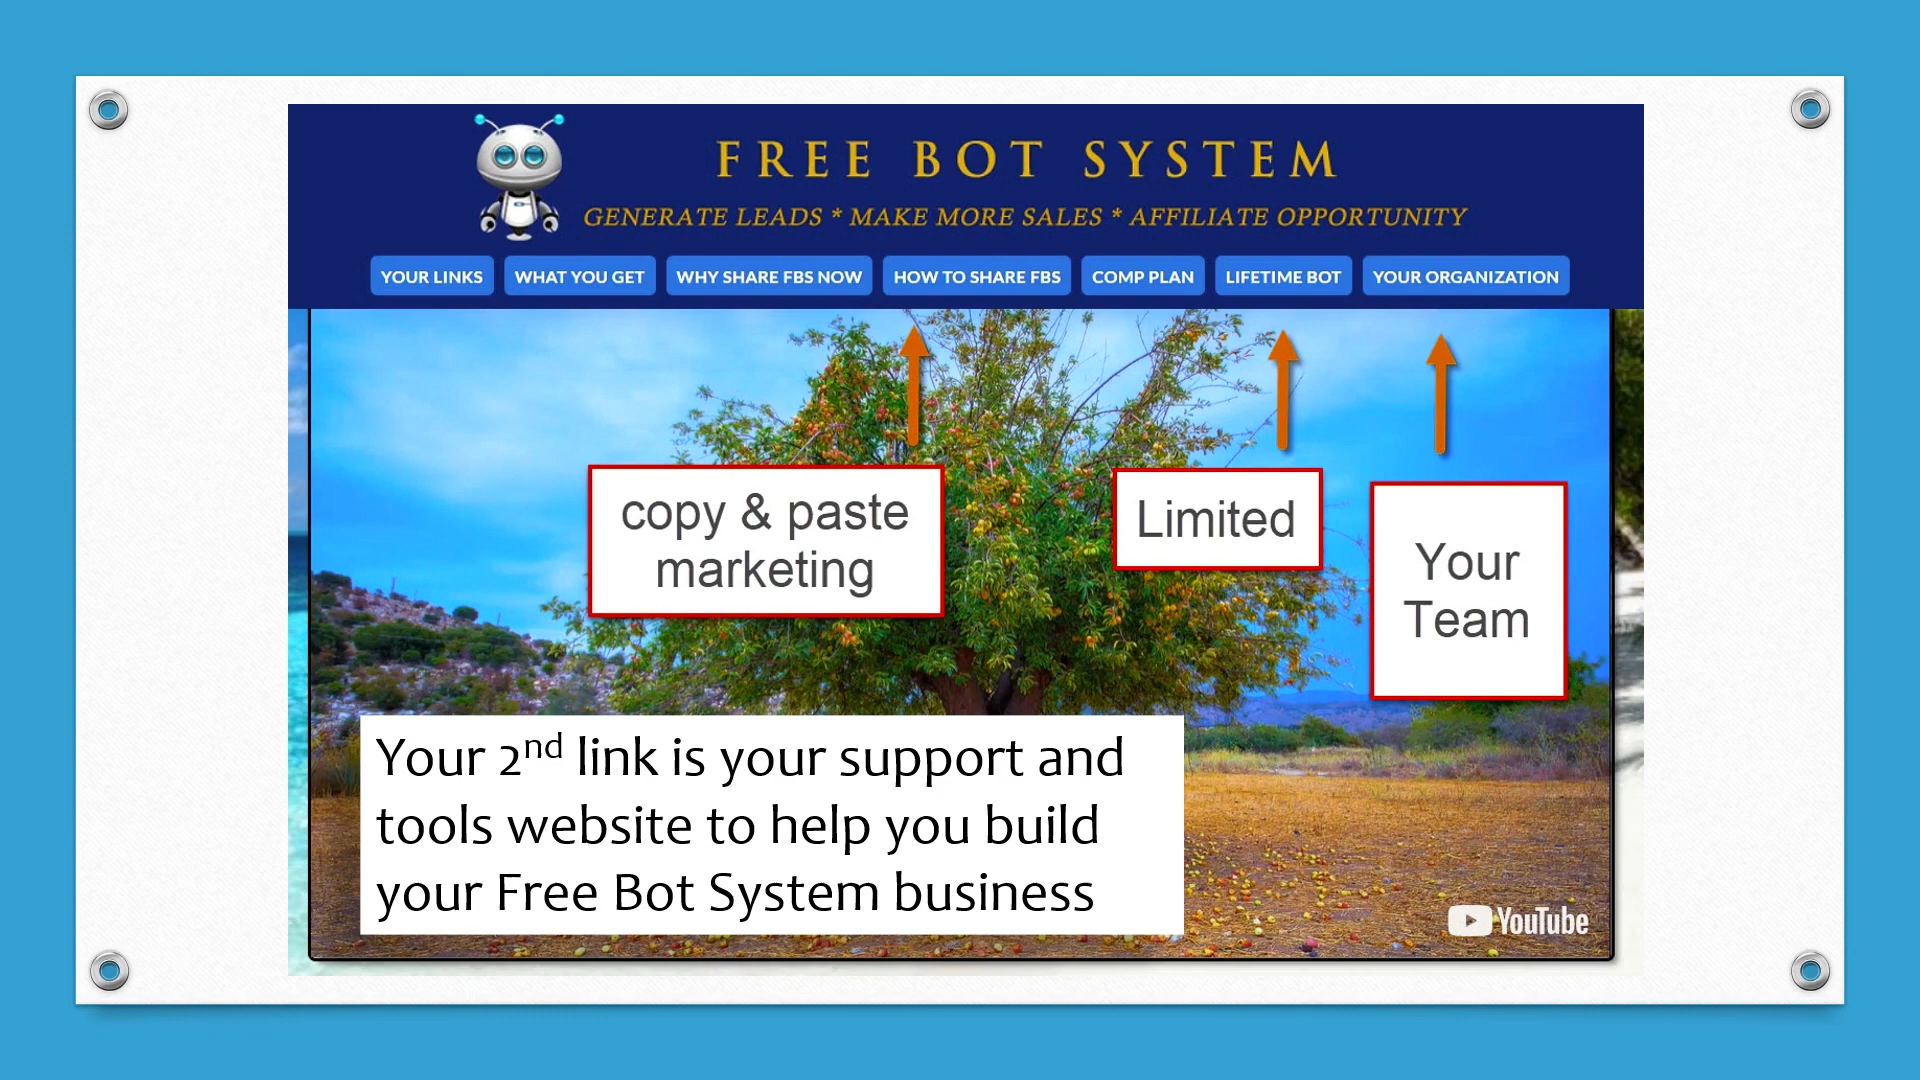 FREE BOT SYSTEM
GENERATE LEADS * MAKE MORE SALES * AFFILIATE OPPORTUNITY
YOUR LINKS WHAT YOU GET WHY SHARE FBS NOW HOW TO SHARE FBS COMP PLAN LIFETIME BOT YOUR ORGANIZATION
copy & paste
marketing
Limited
Your
Team
Your 2nd link is your support and
tools website to help you build
your Free Bot System business
YouTube